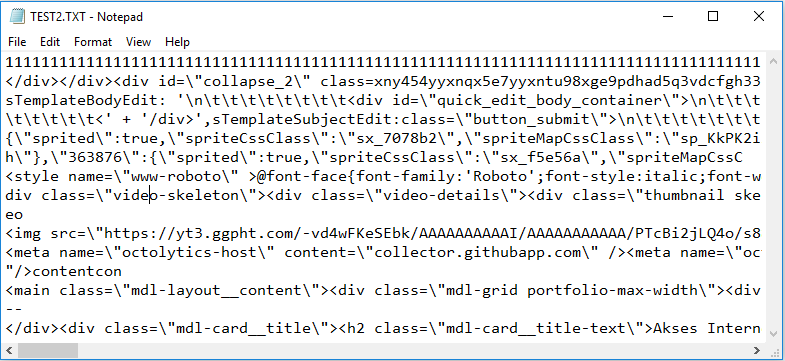 TEST2.TXT - Notepad
File Edit Format View Help
1111111111111111111111111111111111111111111111111111111111111111111111111111111111111
</div></div><div id=\"collapse_2\" class=xny454yyxnqx5e7yyxntu98xge9pdhad5q3vdcfgh33
sTemplateBodyEdit: '\n\t\t\t\t\t\t\t\t\t<div id=\"quick_edit_body_container\">\n\t\t\t
\t\t\t\t\t\t<' + '/div>',sTemplateSubjectEdit:class=\"button_submit\">\n\t\t\t\t\t\t\t
{\"sprited\":true,\"spriteCssClass\":\"sx_7078b2\",\"spriteMapCssClass\":\"sp_KkPK2i
h\"},\"363876\":{\"sprited\":true,\"spriteCssClass\":\"sx_f5e56a\",\"spriteMapCssC
<style name=\"www-roboto\" >@font-face{font-family:'Roboto';font-style:italic;font-w
div class=\"video-skeleton\"><div class=\"video-details\"><div class=\"thumbnail ske
eo
<img src=\"https://yt3.ggpht.com/-vd4wFKeSEbk/AAAAAAAAAAI/AAAAAAAAAAA/PTcBi2jLQ4o/s8
<meta name=\"octolytics-host\" content=\"collector.githubapp.com\" /><meta name=\"oc
"/>contentcon
<main class=\"mdl-layout__content\"><div class=\"mdl-grid portfolio-max-width\"><div
--
</div><div class=\"mdl-card__title\"><h2 class=\"mdl-card__title-text\">Akses Intern